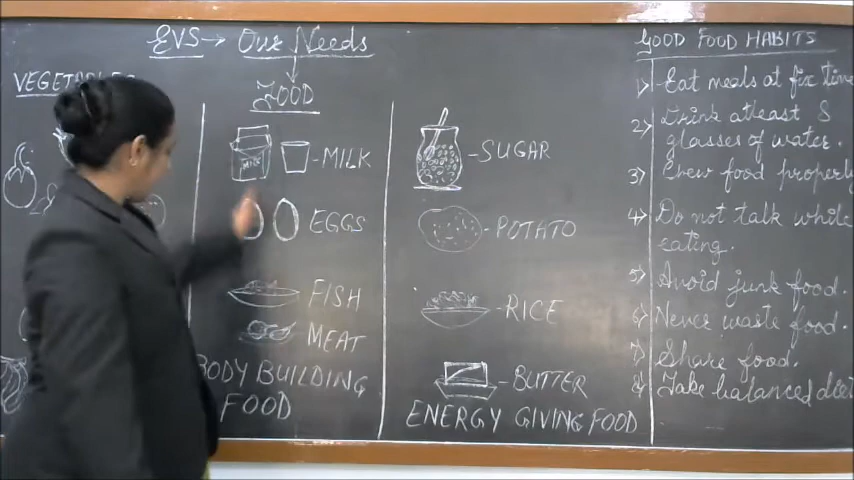 EVS → Our Needs
FOOD
VEGETABLES
MILK
-MILK
EGGS
FISH
MEAT
BODY BUILDING
FOOD
-SUGAR
-POTATO
-RICE
-BUTTER
ENERGY GIVING FOOD
GOOD FOOD HABITS
1> Eat meals at fix time
2> Drink atleast 8
glasses of water.
3> Chew food properly.
4> Do not talk while
eating.
5> Avoid junk food.
6> Never waste food.
7> Share food.
8> Take balanced diet